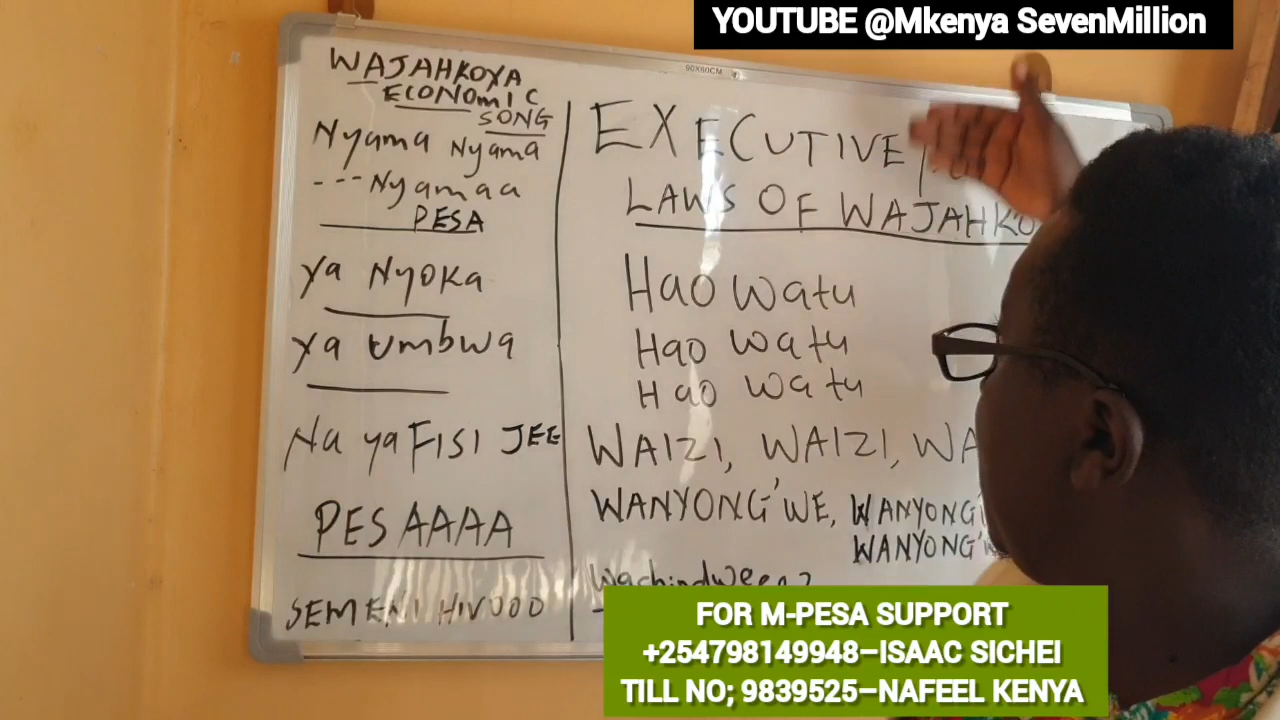 YOUTUBE @Mkenya SevenMillion
90X60CM
WAJAHKOYA
ECONOMIC
SONG
Nyama Nyama
---Nyamaa
PESA
Ya Nyoka
Ya Umbwa
Na ya FISI JEE
PESAAAA
SEMENI HIVOOO
EXECUTIVE
LAWS OF WAJAHKO
Hao watu
Hao watu
Hao watu
WAIZI, WAIZI, WA
WANYONG'WE, WANYONG'
WANYONG'W
FOR M-PESA SUPPORT
+254798149948–ISAAC SICHEI
TILL NO; 9839525–NAFEEL KENYA